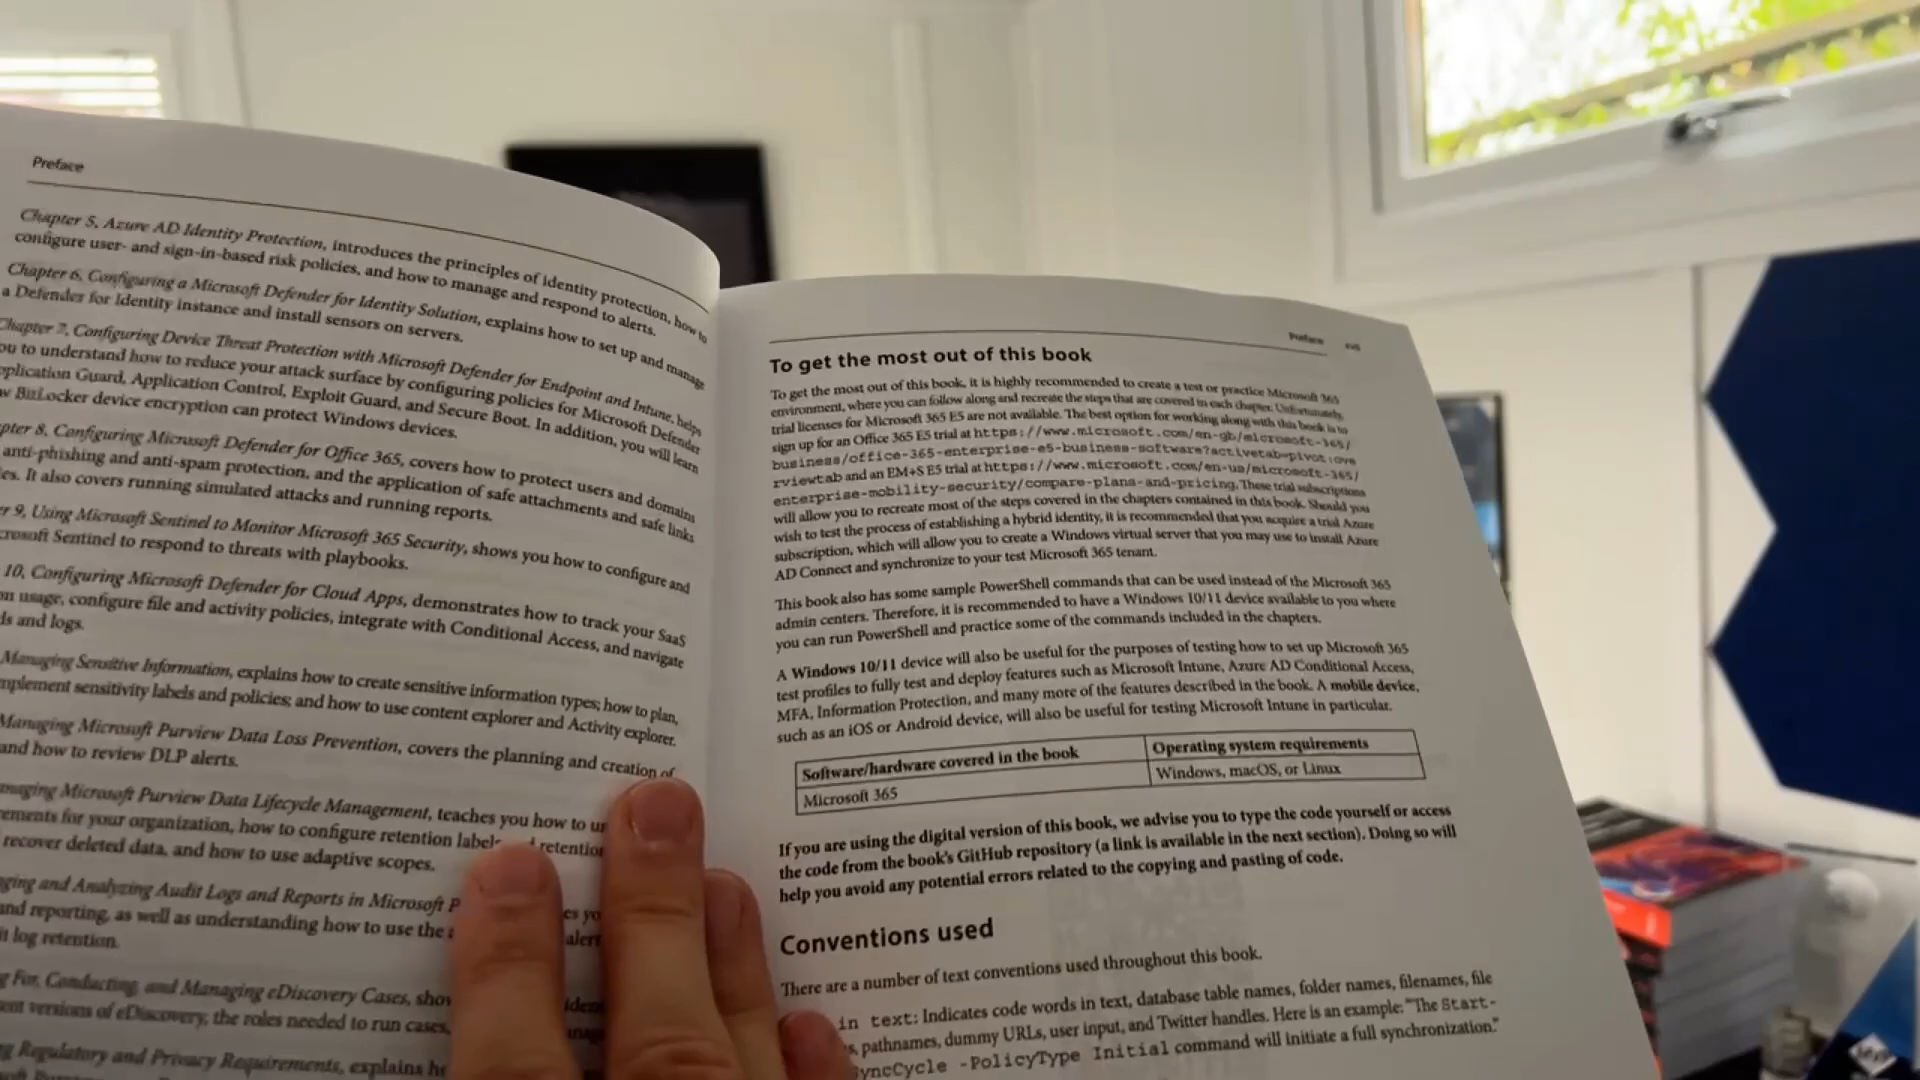 Preface
Chapter 5, Azure AD Identity Protection, introduces the principles of identity protection, how to
configure user- and sign-in-based risk policies, and how to manage and respond to alerts.
Chapter 6, Configuring a Microsoft Defender for Identity Solution, explains how to set up and manage
a Defender for Identity instance and install sensors on servers.
Chapter 7, Configuring Device Threat Protection with Microsoft Defender for Endpoint and Intune, helps
ou to understand how to reduce your attack surface by configuring policies for Microsoft Defender
pplication Guard, Application Control, Exploit Guard, and Secure Boot. In addition, you will learn
w BitLocker device encryption can protect Windows devices.
pter 8, Configuring Microsoft Defender for Office 365, covers how to protect users and domains
anti-phishing and anti-spam protection, and the application of safe attachments and safe links
es. It also covers running simulated attacks and running reports.
er 9, Using Microsoft Sentinel to Monitor Microsoft 365 Security, shows you how to configure and
crosoft Sentinel to respond to threats with playbooks.
10, Configuring Microsoft Defender for Cloud Apps, demonstrates how to track your SaaS
on usage, configure file and activity policies, integrate with Conditional Access, and navigate
ds and logs.
Managing Sensitive Information, explains how to create sensitive information types; how to plan,
mplement sensitivity labels and policies; and how to use content explorer and Activity explorer.
Managing Microsoft Purview Data Loss Prevention, covers the planning and creation of
and how to review DLP alerts.
naging Microsoft Purview Data Lifecycle Management, teaches you how to
ements for your organization, how to configure retention labels retention
recover deleted data, and how to use adaptive scopes.
ging and Analyzing Audit Logs and Reports in Microsoft P
and reporting, as well as understanding how to use the alert
it log retention.
g For, Conducting, and Managing eDiscovery Cases,
ent versions of eDiscovery, the roles needed to run cases,
g Regulatory and Privacy Requirements, explains
Preface
To get the most out of this book
To get the most out of this book, it is highly recommended to create a test or practice Microsoft 365
environment, where you can follow along and recreate the steps that are covered in each chapter. Unfortunately,
trial licenses for Microsoft 365 E5 are not available. The best option for working along with this book is to
sign up for an Office 365 E5 trial at https://www.microsoft.com/en-gb/microsoft-365/
business/office-365-enterprise-e5-business-software?activetab=pivot:ove
rviewtab and an EM+S E5 trial at https://www.microsoft.com/en-us/microsoft-365/
enterprise-mobility-security/compare-plans-and-pricing. These trial subscriptions
will allow you to recreate most of the steps covered in the chapters contained in this book. Should you
wish to test the process of establishing a hybrid identity, it is recommended that you acquire a trial Azure
subscription, which will allow you to create a Windows virtual server that you may use to install Azure
AD Connect and synchronize to your test Microsoft 365 tenant.
This book also has some sample PowerShell commands that can be used instead of the Microsoft 365
admin centers. Therefore, it is recommended to have a Windows 10/11 device available to you where
you can run PowerShell and practice some of the commands included in the chapters.
A Windows 10/11 device will also be useful for the purposes of testing how to set up Microsoft 365
test profiles to fully test and deploy features such as Microsoft Intune, Azure AD Conditional Access,
MFA, Information Protection, and many more of the features described in the book. A mobile device,
such as an iOS or Android device, will also be useful for testing Microsoft Intune in particular.
Software/hardware covered in the book Operating system requirements
Microsoft 365 Windows, macOS, or Linux
If you are using the digital version of this book, we advise you to type the code yourself or access
the code from the book's GitHub repository (a link is available in the next section). Doing so will
help you avoid any potential errors related to the copying and pasting of code.
Conventions used
There are a number of text conventions used throughout this book.
in text: Indicates code words in text, database table names, folder names, filenames, file
s, pathnames, dummy URLs, user input, and Twitter handles. Here is an example: "The Start-
yncCycle -PolicyType Initial command will initiate a full synchronization."